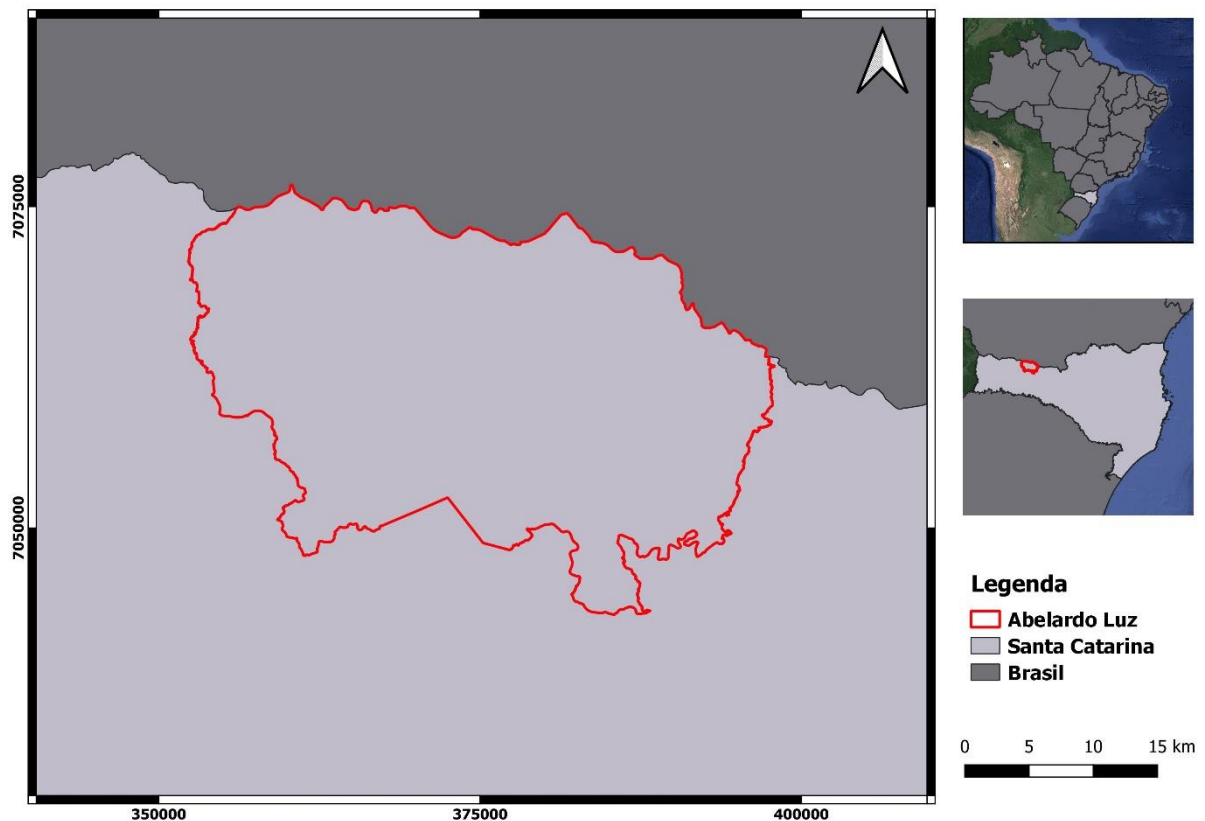 7075000
7050000
350000
375000
400000
Legenda
Abelardo Luz
Santa Catarina
Brasil
0 5 10 15 km